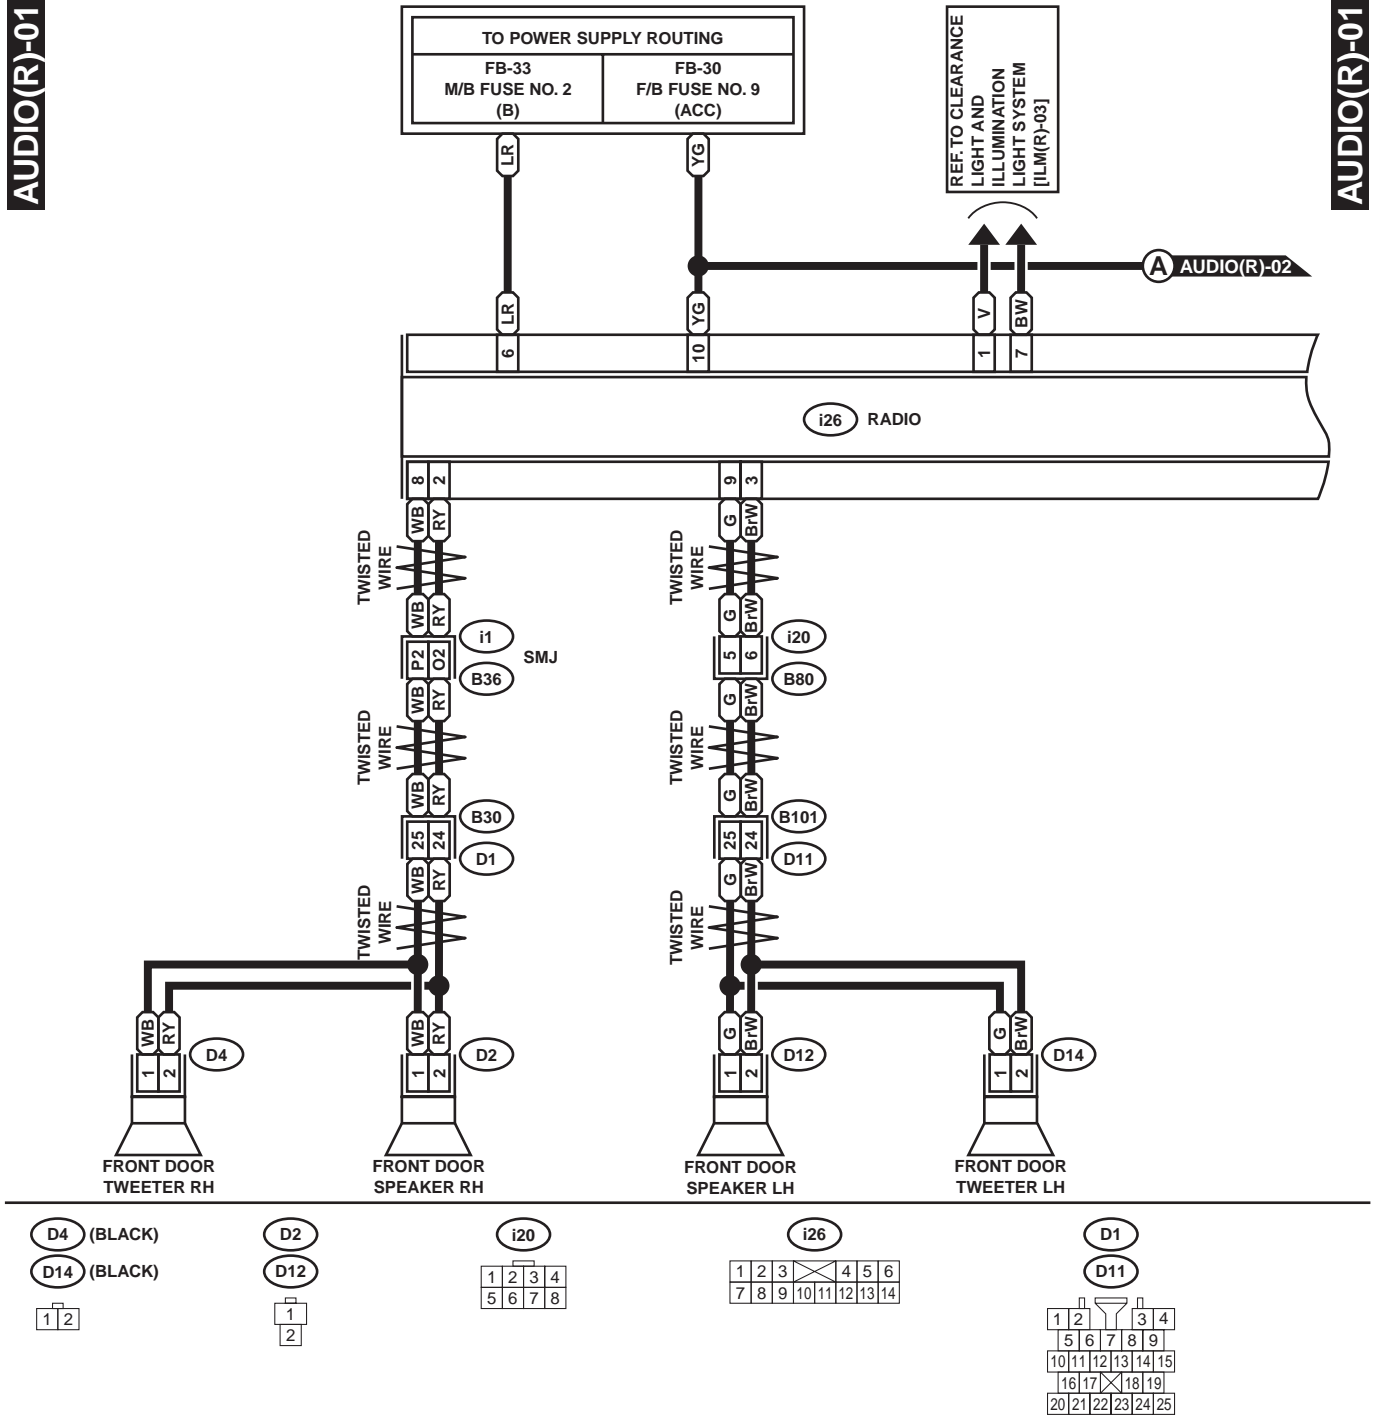 AUDIO(R)-01
AUDIO(R)-01
TO POWER SUPPLY ROUTING
FB-33
M/B FUSE NO. 2
(B)
FB-30
F/B FUSE NO. 9
(ACC)
REF. TO CLEARANCE
LIGHT AND
ILLUMINATION
LIGHT SYSTEM
[ILM(R)-03]
LR
YG
A AUDIO(R)-02
LR
YG
V
BW
6
10
1
7
i26 RADIO
8 2
9 3
WB RY
G BrW
TWISTED
WIRE
TWISTED
WIRE
WB RY
G BrW
i1
P2 O2
SMJ
B36
i20
5 6
B80
WB RY
G BrW
TWISTED
WIRE
TWISTED
WIRE
WB RY
G BrW
B30
25 24
D1
B101
25 24
D11
WB RY
G BrW
TWISTED
WIRE
TWISTED
WIRE
WB RY
WB RY
G BrW
G BrW
D4
D2
D12
D14
1 2
1 2
1 2
1 2
FRONT DOOR
TWEETER RH
FRONT DOOR
SPEAKER RH
FRONT DOOR
SPEAKER LH
FRONT DOOR
TWEETER LH
D4 (BLACK)
D14 (BLACK)
1 2
D2
D12
1
2
i20
1 2 3 4
5 6 7 8
i26
1 2 3 4 5 6
7 8 9 10 11 12 13 14
D1
D11
1 2 3 4
5 6 7 8 9
10 11 12 13 14 15
16 17 18 19
20 21 22 23 24 25